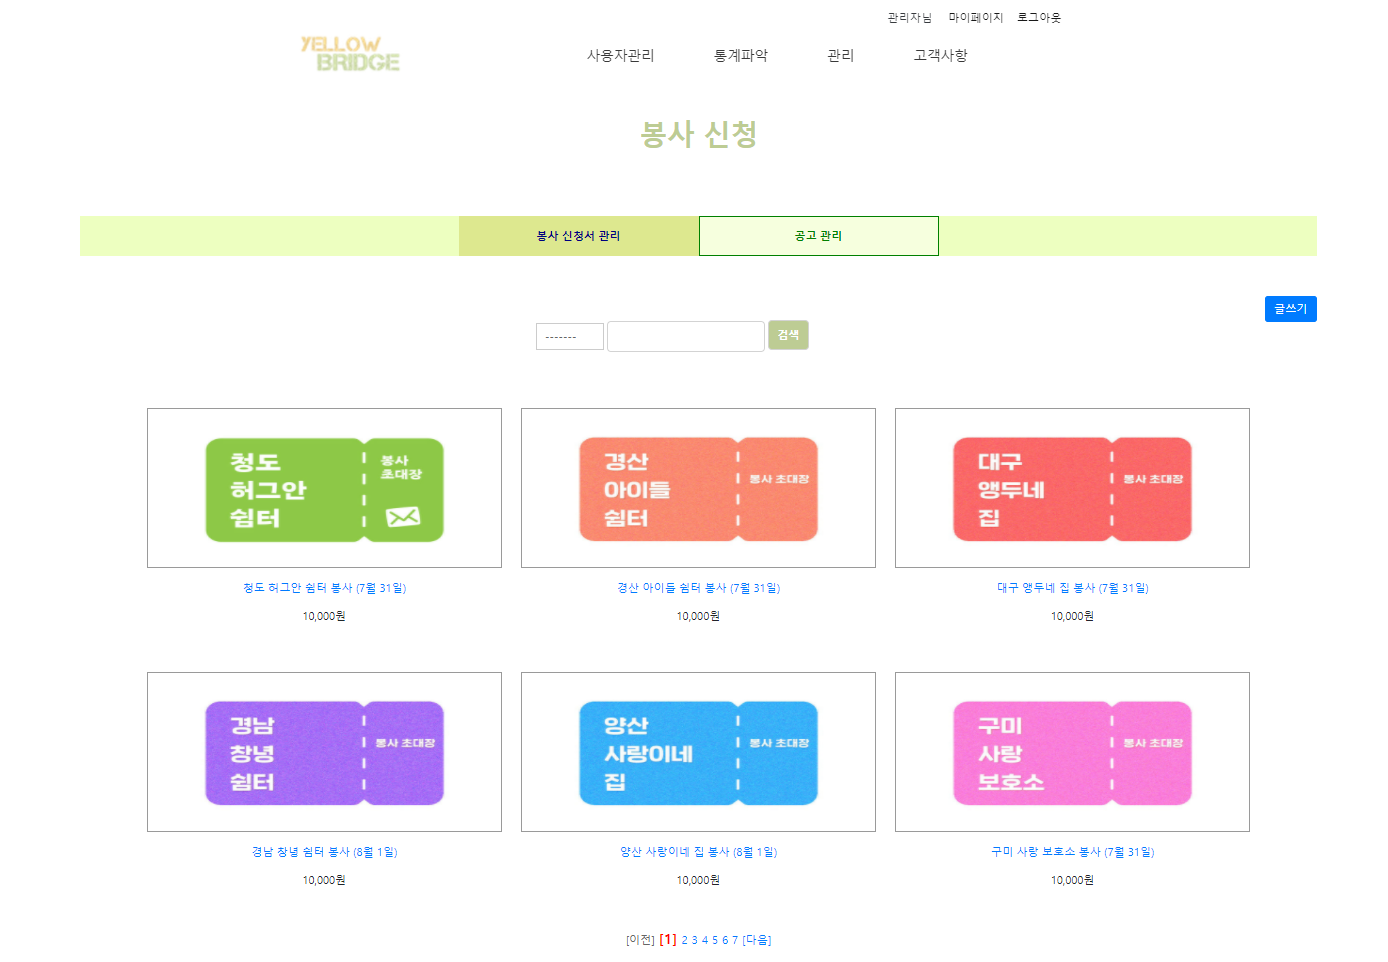 관리자님 마이페이지 로그아웃
YELLOW
BRIDGE
사용자관리 통계파악 관리 고객사항
봉사 신청
봉사 신청서 관리 공고 관리
글쓰기
------- 검색
청도
허그안
쉼터
봉사
초대장
경산
아이들
쉼터
봉사 초대장
대구
앵두네
집
봉사 초대장
청도 허그안 쉼터 봉사 (7월 31일)
10,000원
경산 아이들 쉼터 봉사 (7월 31일)
10,000원
대구 앵두네 집 봉사 (7월 31일)
10,000원
경남
창녕
쉼터
봉사 초대장
양산
사랑이네
집
봉사 초대장
구미
사랑
보호소
봉사 초대장
경남 창녕 쉼터 봉사 (8월 1일)
10,000원
양산 사랑이네 집 봉사 (8월 1일)
10,000원
구미 사랑 보호소 봉사 (7월 31일)
10,000원
[이전] [1] 2 3 4 5 6 7 [다음]